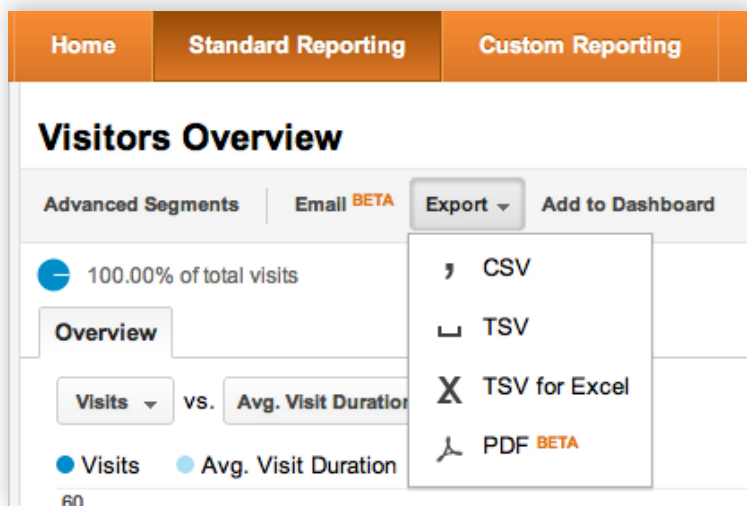 Home Standard Reporting Custom Reporting
Visitors Overview
Advanced Segments Email BETA Export Add to Dashboard
100.00% of total visits
CSV
TSV
TSV for Excel
PDF BETA
Overview
Visits vs. Avg. Visit Duration
Visits Avg. Visit Duration
60